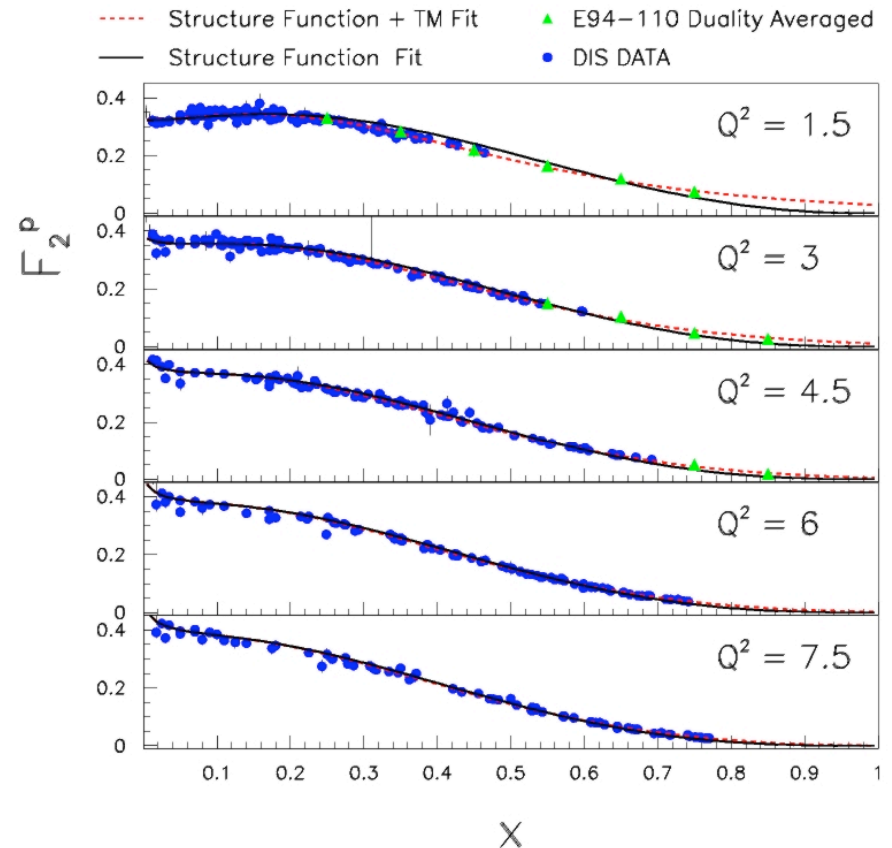 Structure Function + TM Fit
E94-110 Duality Averaged
Structure Function Fit
DIS DATA
0.4
0.2
0
Q² = 1.5
0.4
0.2
0
Q² = 3
0.4
0.2
0
Q² = 4.5
0.4
0.2
0
Q² = 6
0.4
0.2
0
Q² = 7.5
F₂ᵖ
0.1 0.2 0.3 0.4 0.5 0.6 0.7 0.8 0.9 1
X